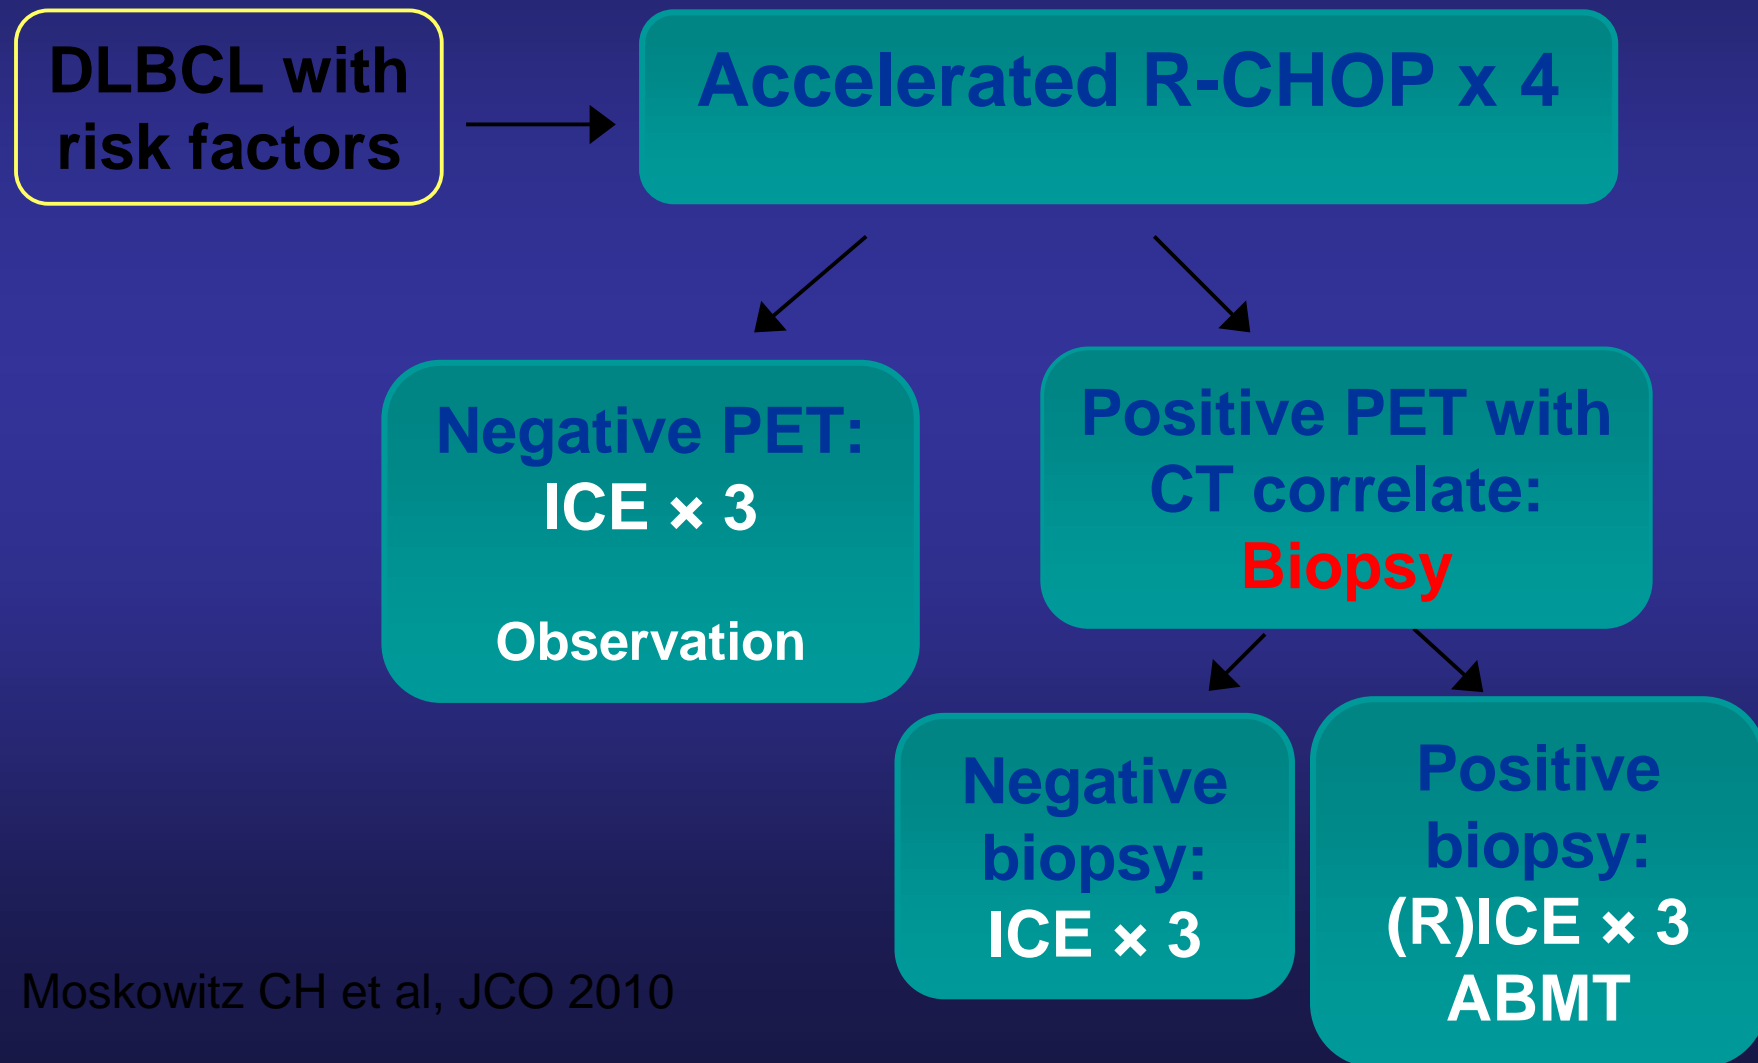 DLBCL with
risk factors
Accelerated R-CHOP x 4
Negative PET:
ICE × 3
Observation
Positive PET with
CT correlate:
Biopsy
Negative
biopsy:
ICE × 3
Positive
biopsy:
(R)ICE × 3
ABMT
Moskowitz CH et al, JCO 2010